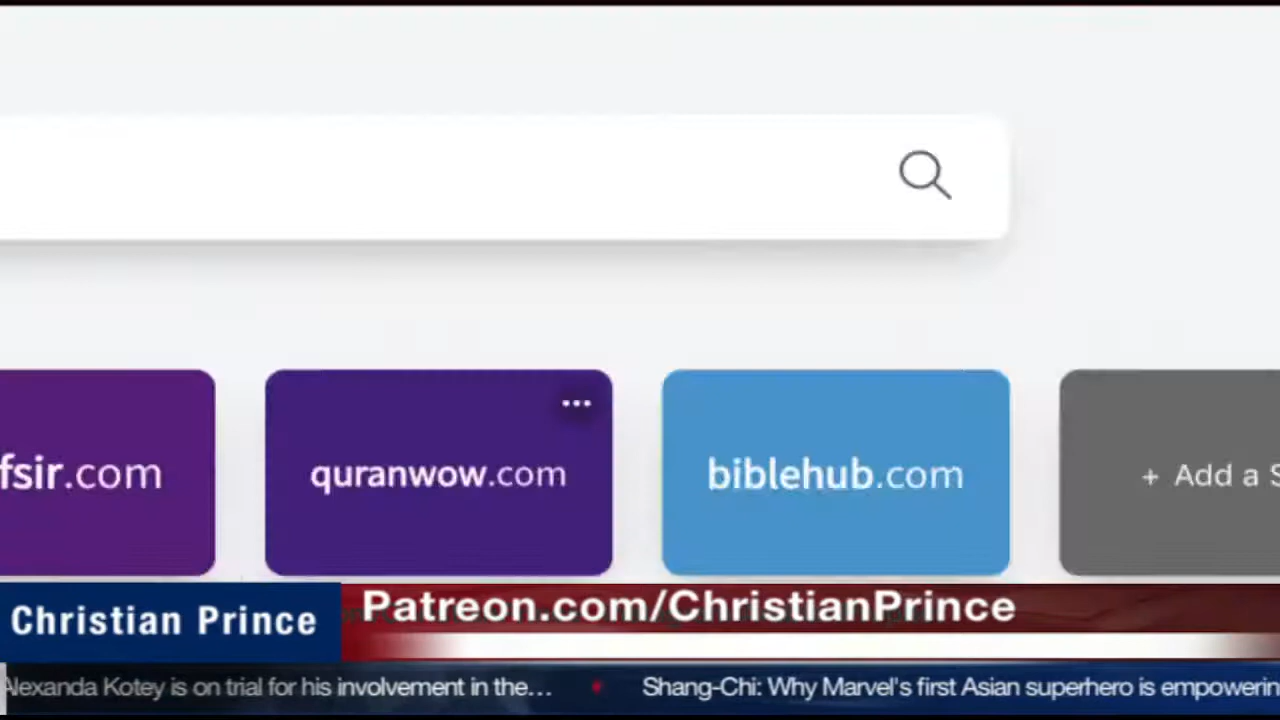 fsir.com
quranwow.com
biblehub.com
+ Add a S
Christian Prince
Patreon.com/ChristianPrince
Alexanda Kotey is on trial for his involvement in the...
Shang-Chi: Why Marvel's first Asian superhero is empowerin